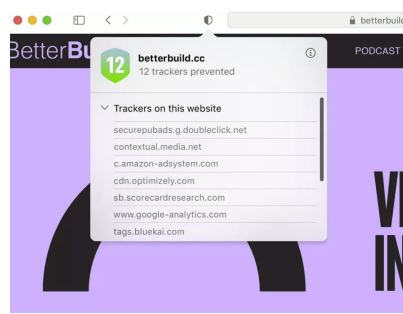 betterbuild
BetterBu
PODCAST
12
betterbuild.cc
12 trackers prevented
Trackers on this website
securepubads.g.doubleclick.net
contextual.media.net
c.amazon-adsystem.com
cdn.optimizely.com
sb.scorecardresearch.com
www.google-analytics.com
tags.bluekai.com
VI
IN